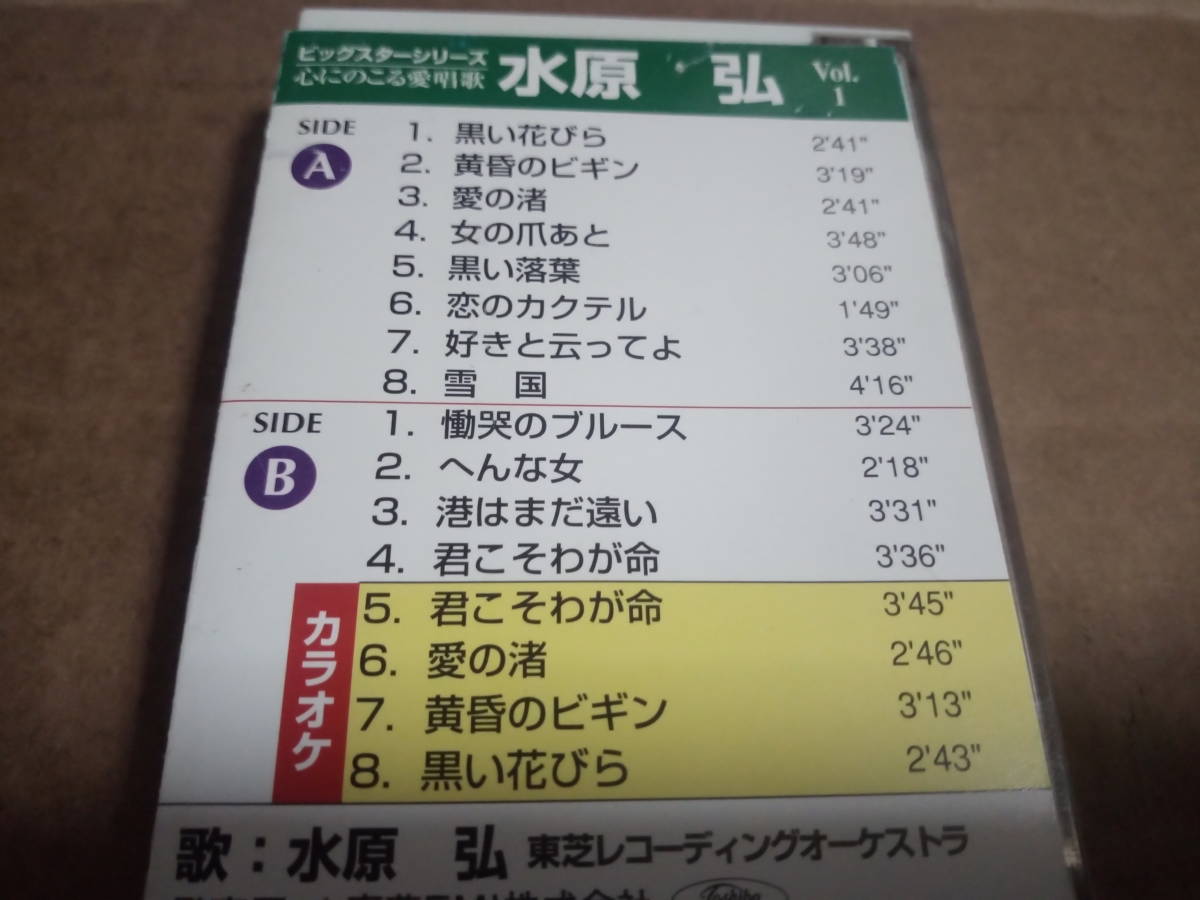 ビッグスターシリーズ
心にのこる愛唱歌
水原 弘 Vol. 1
SIDE A
1. 黒い花びら 2'41"
2. 黄昏のビギン 3'19"
3. 愛の渚 2'41"
4. 女の爪あと 3'48"
5. 黒い落葉 3'06"
6. 恋のカクテル 1'49"
7. 好きと云ってよ 3'38"
8. 雪 国 4'16"
SIDE B
1. 慟哭のブルース 3'24"
2. へんな女 2'18"
3. 港はまだ遠い 3'31"
4. 君こそわが命 3'36"
カラオケ
5. 君こそわが命 3'45"
6. 愛の渚 2'46"
7. 黄昏のビギン 3'13"
8. 黒い花びら 2'43"
歌：水原 弘 東芝レコーディングオーケストラ